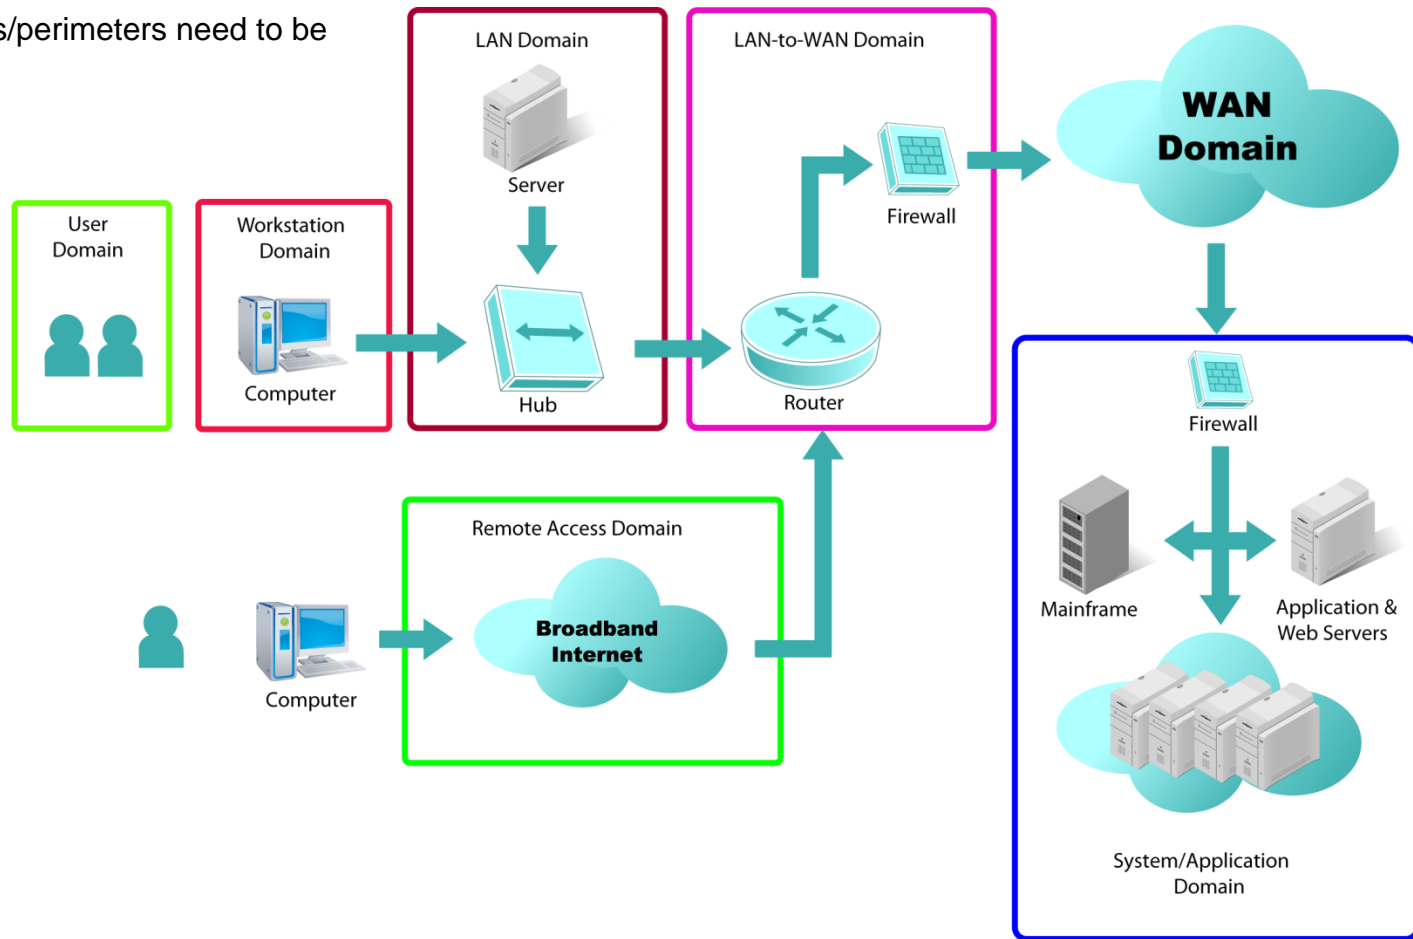 s/perimeters need to be
LAN Domain
Server
Hub
LAN-to-WAN Domain
Firewall
Router
WAN
Domain
User
Domain
Workstation
Domain
Computer
Remote Access Domain
Broadband
Internet
Computer
Firewall
Mainframe
Application &
Web Servers
System/Application
Domain